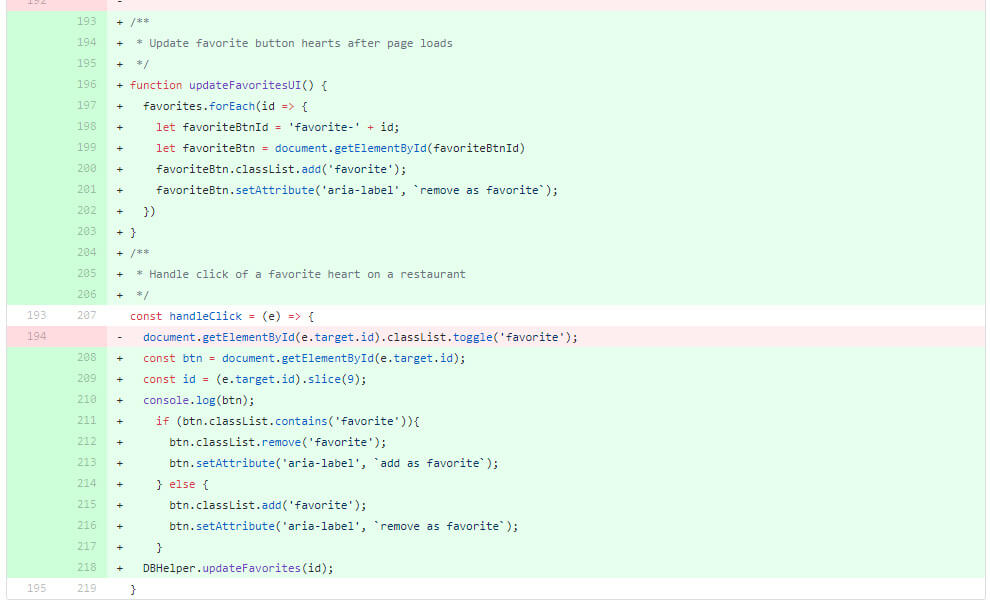 192 -
193 + /**
194 + * Update favorite button hearts after page loads
195 + */
196 + function updateFavoritesUI() {
197 + favorites.forEach(id => {
198 + let favoriteBtnId = 'favorite-' + id;
199 + let favoriteBtn = document.getElementById(favoriteBtnId)
200 + favoriteBtn.classList.add('favorite');
201 + favoriteBtn.setAttribute('aria-label', `remove as favorite`);
202 + })
203 + }
204 + /**
205 + * Handle click of a favorite heart on a restaurant
206 + */
193 207 const handleClick = (e) => {
194 - document.getElementById(e.target.id).classList.toggle('favorite');
208 + const btn = document.getElementById(e.target.id);
209 + const id = (e.target.id).slice(9);
210 + console.log(btn);
211 + if (btn.classList.contains('favorite')){
212 + btn.classList.remove('favorite');
213 + btn.setAttribute('aria-label', `add as favorite`);
214 + } else {
215 + btn.classList.add('favorite');
216 + btn.setAttribute('aria-label', `remove as favorite`);
217 + }
218 + DBHelper.updateFavorites(id);
195 219 }